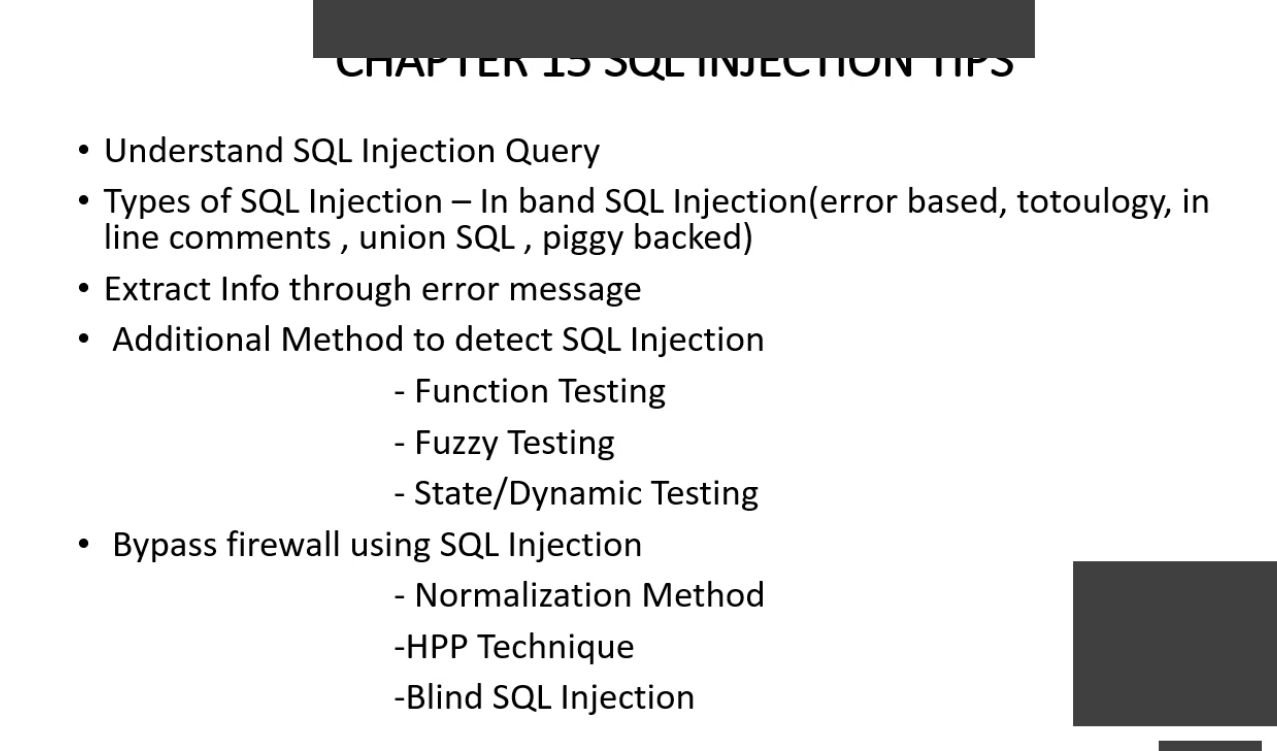 CHAPTER 15 SQL INJECTION TIPS
• Understand SQL Injection Query
• Types of SQL Injection – In band SQL Injection(error based, totoulogy, in
line comments , union SQL , piggy backed)
• Extract Info through error message
• Additional Method to detect SQL Injection
- Function Testing
- Fuzzy Testing
- State/Dynamic Testing
• Bypass firewall using SQL Injection
- Normalization Method
-HPP Technique
-Blind SQL Injection